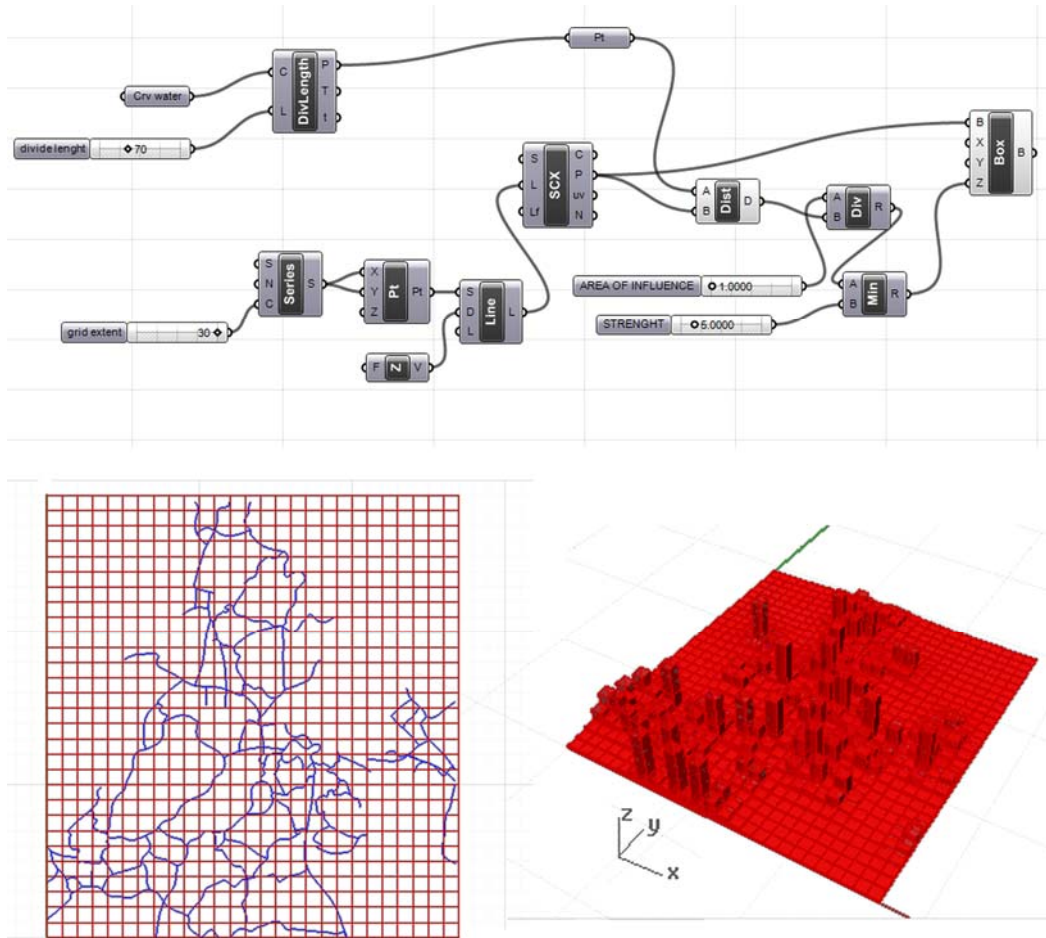 Pt
C
L
DivLength
P
T
t
Crv water
divide lenght 70
S
L
Lf
SCX
C
P
uv
N
A
B
Dist
D
A
B
Div
R
B
X
Y
Z
Box
B
S
N
C
Series
S
X
Y
Z
Pt
Pt
S
D
L
Line
L
AREA OF INFLUENCE 1.0000
A
B
Min
R
STRENGHT 5.0000
grid extent 30
F
Z
V
z
y
x